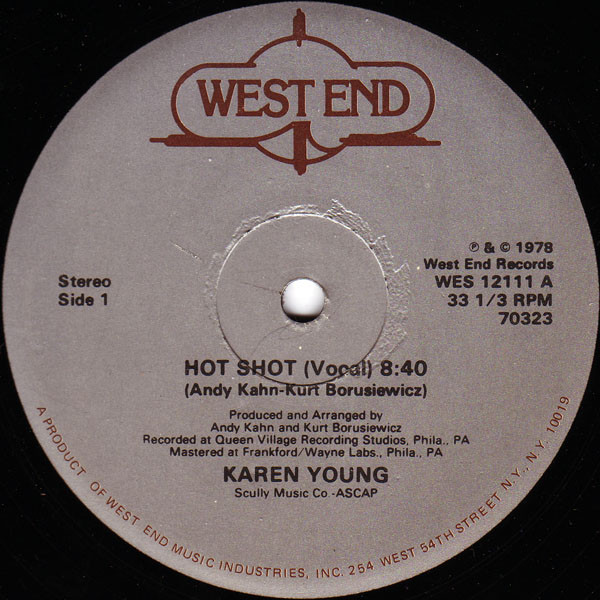 WEST END
Stereo
Side 1
℗ & © 1978
West End Records
WES 12111 A
33 1/3 RPM
70323
HOT SHOT (Vocal) 8:40
(Andy Kahn-Kurt Borusiewicz)
Produced and Arranged by
Andy Kahn and Kurt Borusiewicz
Recorded at Queen Village Recording Studios, Phila., PA
Mastered at Frankford/Wayne Labs., Phila., PA
KAREN YOUNG
Scully Music Co -ASCAP
A PRODUCT OF WEST END MUSIC INDUSTRIES, INC. 254 WEST 54TH STREET N.Y., N.Y. 10019